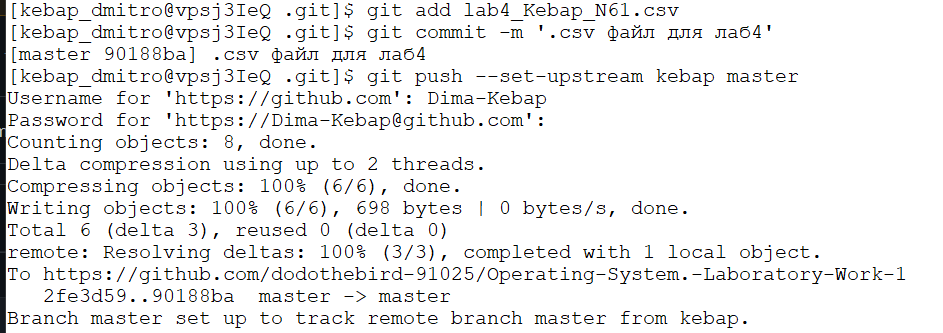 [kebap_dmitro@vpsj3IeQ .git]$ git add lab4_Kebap_N61.csv
[kebap_dmitro@vpsj3IeQ .git]$ git commit -m '.csv файл для лаб4'
[master 90188ba] .csv файл для лаб4
[kebap_dmitro@vpsj3IeQ .git]$ git push --set-upstream kebap master
Username for 'https://github.com': Dima-Kebap
Password for 'https://Dima-Kebap@github.com':
Counting objects: 8, done.
Delta compression using up to 2 threads.
Compressing objects: 100% (6/6), done.
Writing objects: 100% (6/6), 698 bytes | 0 bytes/s, done.
Total 6 (delta 3), reused 0 (delta 0)
remote: Resolving deltas: 100% (3/3), completed with 1 local object.
To https://github.com/dodothebird-91025/Operating-System.-Laboratory-Work-1
   2fe3d59..90188ba  master -> master
Branch master set up to track remote branch master from kebap.